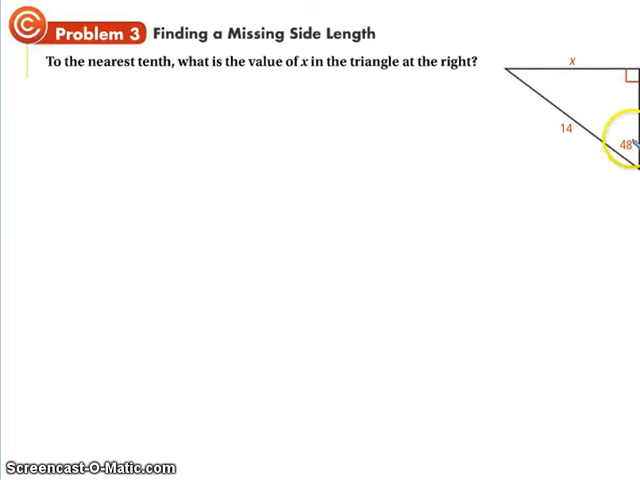 C Problem 3 Finding a Missing Side Length
To the nearest tenth, what is the value of x in the triangle at the right?
x
14
48
Screencast-O-Matic.com